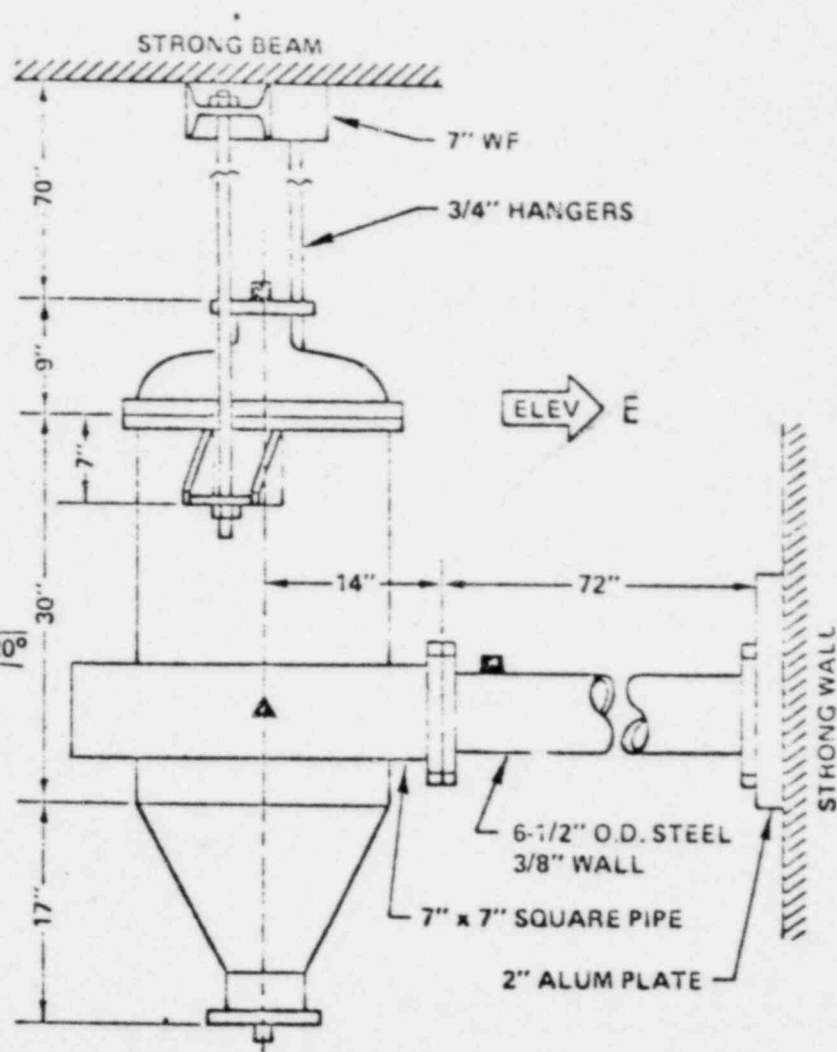 STRONG BEAM
7" WF
70"
3/4" HANGERS
9"
ELEV E
7"
14"
72"
30"
0°
STRONG WALL
6-1/2" O.D. STEEL
3/8" WALL
17"
7" x 7" SQUARE PIPE
2" ALUM PLATE